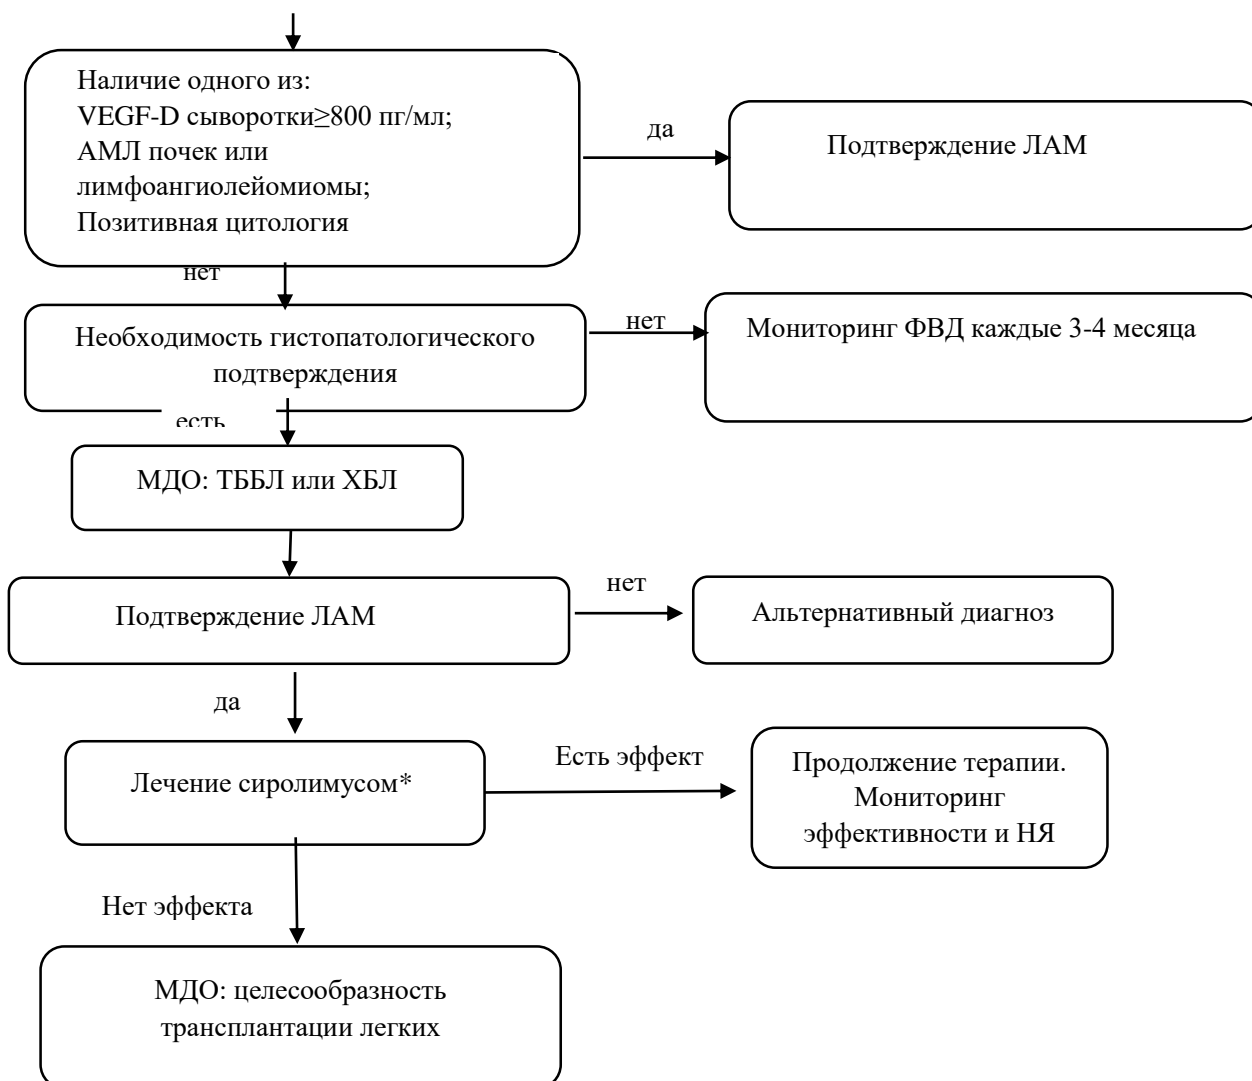 Наличие одного из:
VEGF-D сыворотки≥800 пг/мл;
АМЛ почек или
лимфоангиолейомиомы;
Позитивная цитология
да
Подтверждение ЛАМ
нет
Необходимость гистопатологического
подтверждения
нет
Мониторинг ФВД каждые 3-4 месяца
есть
МДО: ТББЛ или ХБЛ
Подтверждение ЛАМ
нет
Альтернативный диагноз
да
Лечение сиролимусом*
Есть эффект
Продолжение терапии.
Мониторинг
эффективности и НЯ
Нет эффекта
МДО: целесообразность
трансплантации легких